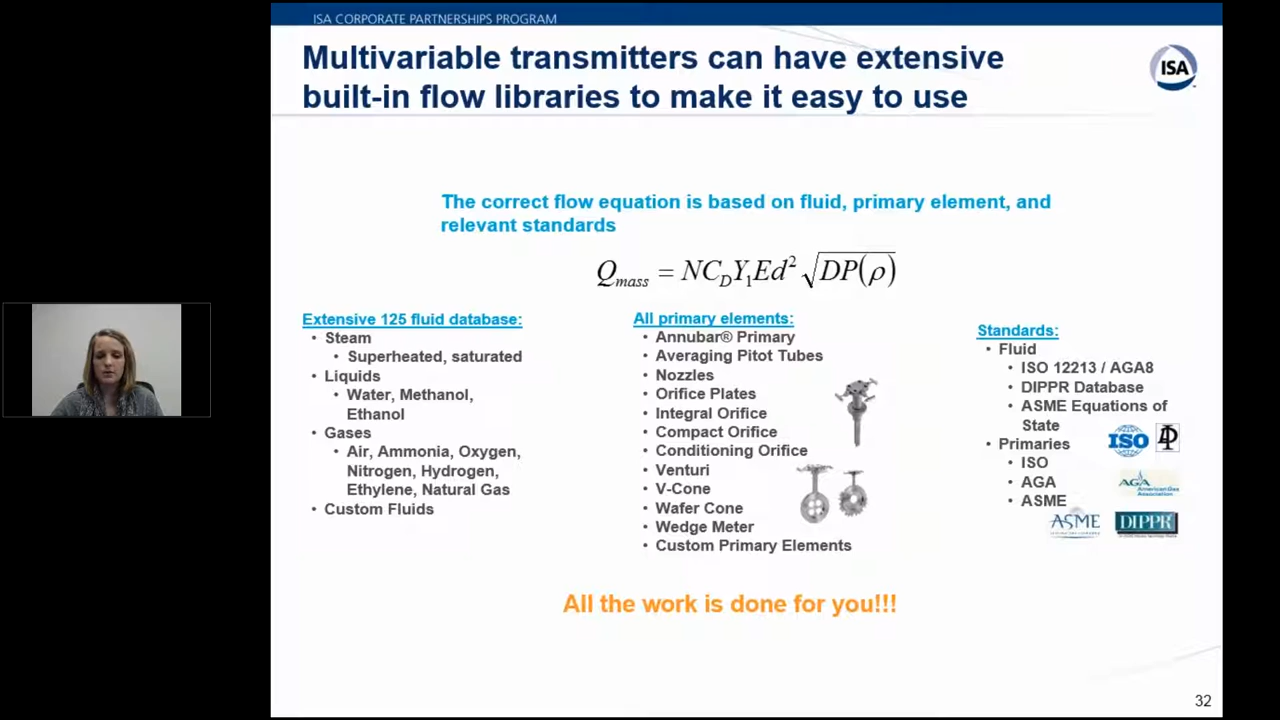 ISA CORPORATE PARTNERSHIPS PROGRAM
Multivariable transmitters can have extensive
built-in flow libraries to make it easy to use
ISA
The correct flow equation is based on fluid, primary element, and
relevant standards
Q_mass = NC_D Y_1 Ed² √DP(ρ)
Extensive 125 fluid database:
• Steam
• Superheated, saturated
• Liquids
• Water, Methanol,
Ethanol
• Gases
• Air, Ammonia, Oxygen,
Nitrogen, Hydrogen,
Ethylene, Natural Gas
• Custom Fluids
All primary elements:
• Annubar® Primary
• Averaging Pitot Tubes
• Nozzles
• Orifice Plates
• Integral Orifice
• Compact Orifice
• Conditioning Orifice
• Venturi
• V-Cone
• Wafer Cone
• Wedge Meter
• Custom Primary Elements
Standards:
• Fluid
• ISO 12213 / AGA8
• DIPPR Database
• ASME Equations of
State
• Primaries
• ISO
• AGA
• ASME
ISO
AGA
American Gas
Association
ASME
DIPPR
All the work is done for you!!!
32